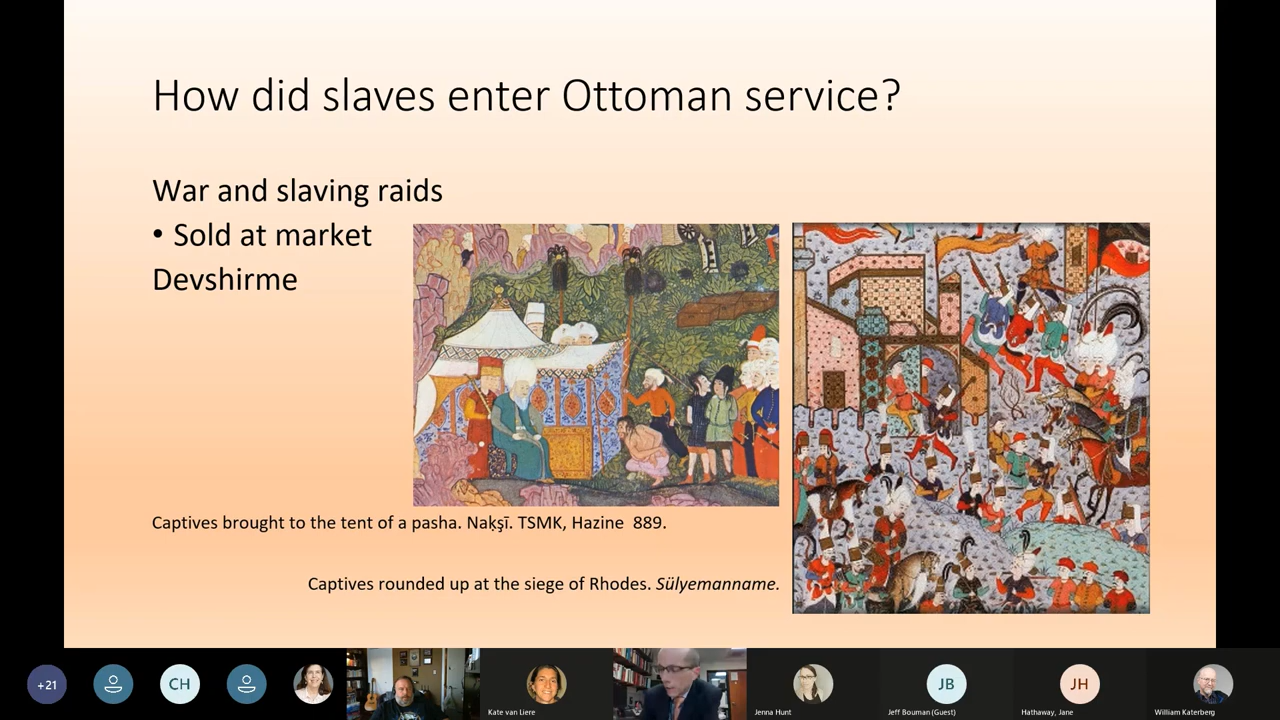 How did slaves enter Ottoman service?
War and slaving raids
• Sold at market
Devshirme
Captives brought to the tent of a pasha. Naḳşī. TSMK, Hazine 889.
Captives rounded up at the siege of Rhodes. Sülyemanname.
+21
CH
Kate van Liere
Jenna Hunt
JB
Jeff Bouman (Guest)
JH
Hathaway, Jane
William Katerberg